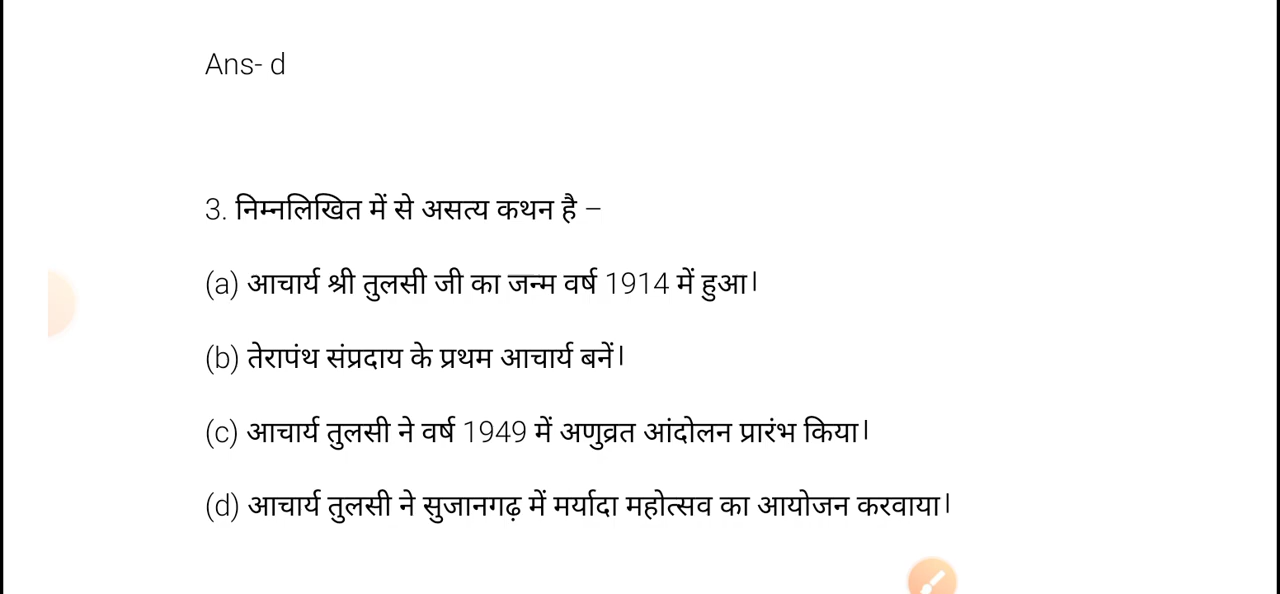 Ans- d
3. निम्नलिखित में से असत्य कथन है –
(a) आचार्य श्री तुलसी जी का जन्म वर्ष 1914 में हुआ।
(b) तेरापंथ संप्रदाय के प्रथम आचार्य बनें।
(c) आचार्य तुलसी ने वर्ष 1949 में अणुव्रत आंदोलन प्रारंभ किया।
(d) आचार्य तुलसी ने सुजानगढ़ में मर्यादा महोत्सव का आयोजन करवाया।